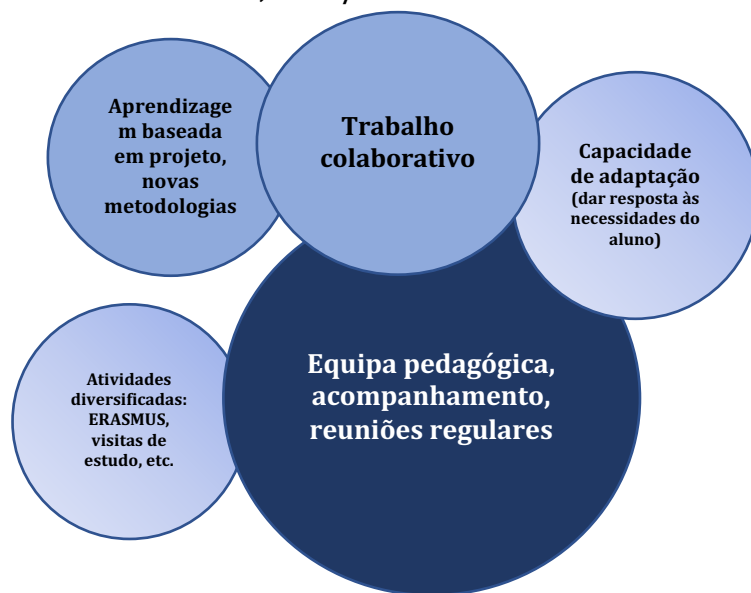 Aprendizage
m baseada
em projeto,
novas
metodologias
Trabalho
colaborativo
Capacidade
de adaptação
(dar resposta às
necessidades do
aluno)
Equipa pedagógica,
acompanhamento,
reuniões regulares
Atividades
diversificadas:
ERASMUS,
visitas de
estudo, etc.